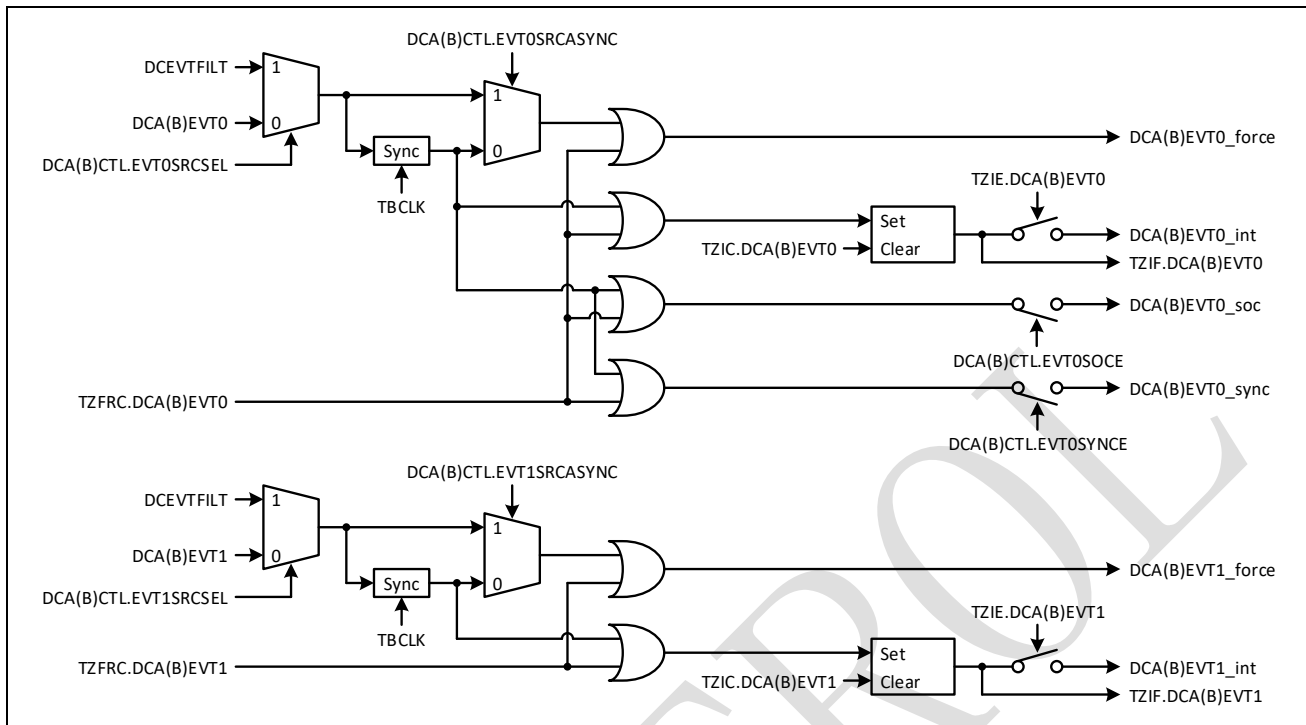 DCA(B)CTL.EVT0SRCASYNC
DCEVTFILT
1
1
DCA(B)EVT0
0
DCA(B)EVT0_force
DCA(B)CTL.EVT0SRCSEL
Sync
0
TZIE.DCA(B)EVT0
TBCLK
Set
DCA(B)EVT0_int
TZIC.DCA(B)EVT0
Clear
TZIF.DCA(B)EVT0
DCA(B)EVT0_soc
DCA(B)CTL.EVT0SOCE
TZFRC.DCA(B)EVT0
DCA(B)EVT0_sync
DCA(B)CTL.EVT0SYNCE
DCA(B)CTL.EVT1SRCASYNC
DCEVTFILT
1
1
DCA(B)EVT1
0
DCA(B)EVT1_force
DCA(B)CTL.EVT1SRCSEL
Sync
0
TZIE.DCA(B)EVT1
TBCLK
Set
TZFRC.DCA(B)EVT1
DCA(B)EVT1_int
TZIC.DCA(B)EVT1
Clear
TZIF.DCA(B)EVT1